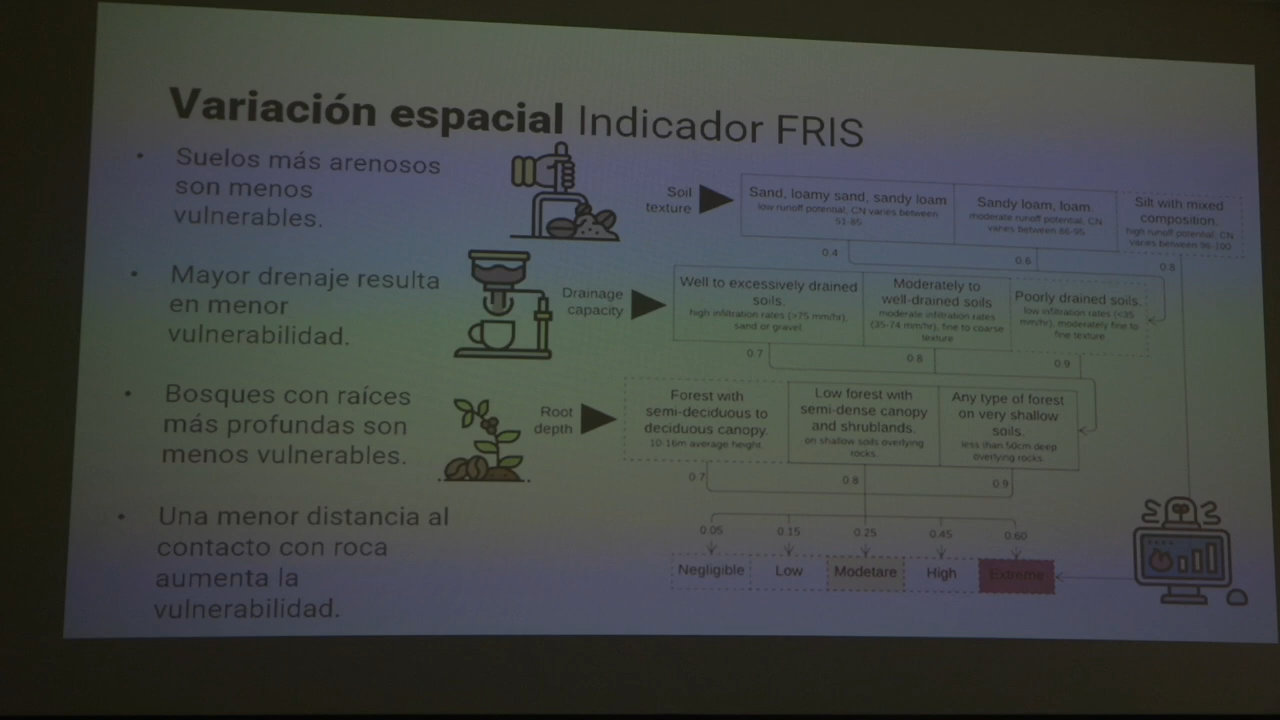 Variación espacial Indicador FRIS
• Suelos más arenosos
son menos
vulnerables.
• Mayor drenaje resulta
en menor
vulnerabilidad.
• Bosques con raíces
más profundas son
menos vulnerables.
• Una menor distancia al
contacto con roca
aumenta la
vulnerabilidad.
Soil
texture
Sand, loamy sand, sandy loam
low runoff potential, CN varies between
51-85
Sandy loam, loam.
moderate runoff potential, CN
varies between 86-95
Silt with mixed
composition.
high runoff potential; CN
varies between 96-100
0.4
0.6
0.8
Drainage
capacity
Well to excessively drained
soils.
high infiltration rates (>75 mm/hr),
sand or gravel
Moderately to
well-drained soils
moderate infiltration rates
(35-74 mm/hr), fine to coarse
texture
Poorly drained soils.
low infiltration rates (<35
mm/hr), moderately fine to
fine texture
0.7
0.8
0.9
Root
depth
Forest with
semi-deciduous to
deciduous canopy.
10-16m average height.
Low forest with
semi-dense canopy
and shrublands.
on shallow soils overlying
rocks.
Any type of forest
on very shallow
soils.
less than 50cm deep
overlying rocks
0.7
0.8
0.9
0.05
0.15
0.25
0.45
0.60
Negligible
Low
Modetare
High
Extreme